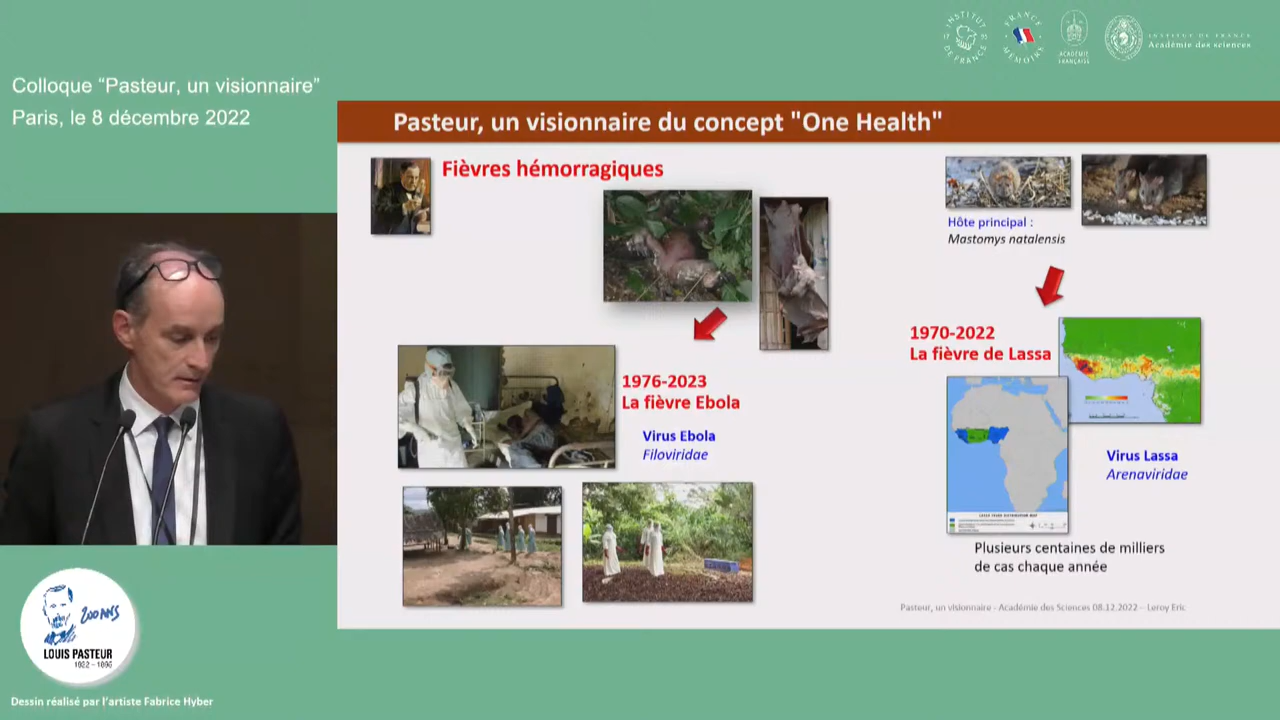 INSTITUT
DE FRANCE
FRANCE
MÉMOIRE
ACADÉMIE
FRANÇAISE
INSTITUT DE FRANCE
Académie des sciences
Colloque “Pasteur, un visionnaire”
Paris, le 8 décembre 2022
Pasteur, un visionnaire du concept "One Health"
Fièvres hémorragiques
Hôte principal :
Mastomys natalensis
1970-2022
La fièvre de Lassa
1976-2023
La fièvre Ebola
Virus Ebola
Filoviridae
Virus Lassa
Arenaviridae
Plusieurs centaines de milliers
de cas chaque année
Pasteur, un visionnaire - Académie des Sciences 08.12.2022 – Leroy Eric
200 ANS
LOUIS PASTEUR
1822 – 1895
Dessin réalisé par l’artiste Fabrice Hyber